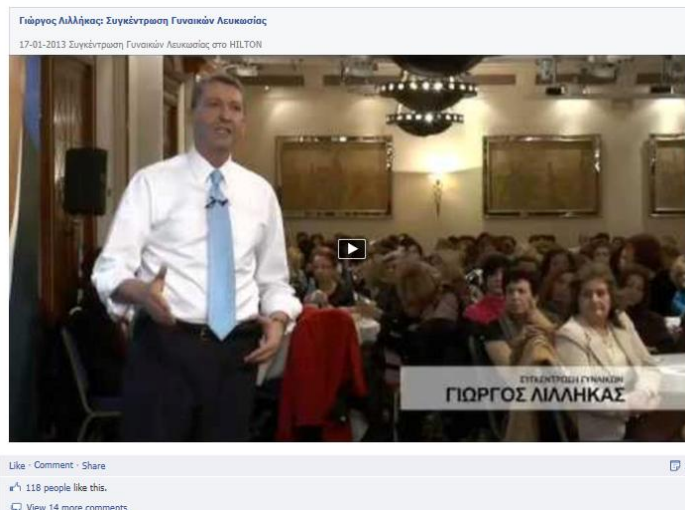 Γιώργος Λιλλήκας: Συγκέντρωση Γυναικών Λευκωσίας
17-01-2013 Συγκέντρωση Γυναικών Λευκωσίας στο HILTON
ΣΥΓΚΕΝΤΡΩΣΗ ΓΥΝΑΙΚΩΝ
ΓΙΩΡΓΟΣ ΛΙΛΛΗΚΑΣ
Like · Comment · Share
118 people like this.
View 14 more comments